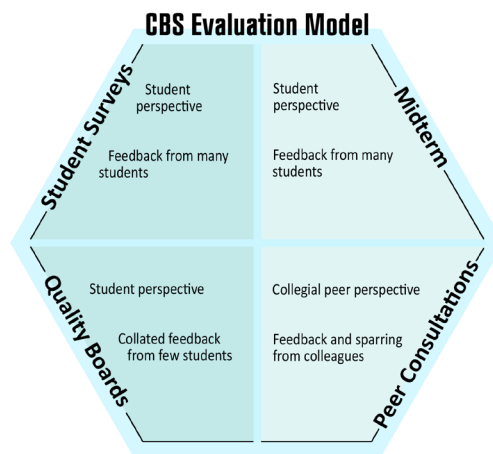 CBS Evaluation Model
Student Surveys
Student
perspective
Feedback from many
students
Midterm
Student
perspective
Feedback from many
students
Quality Boards
Student perspective
Collated feedback
from few students
Peer Consultations
Collegial peer perspective
Feedback and sparring
from colleagues